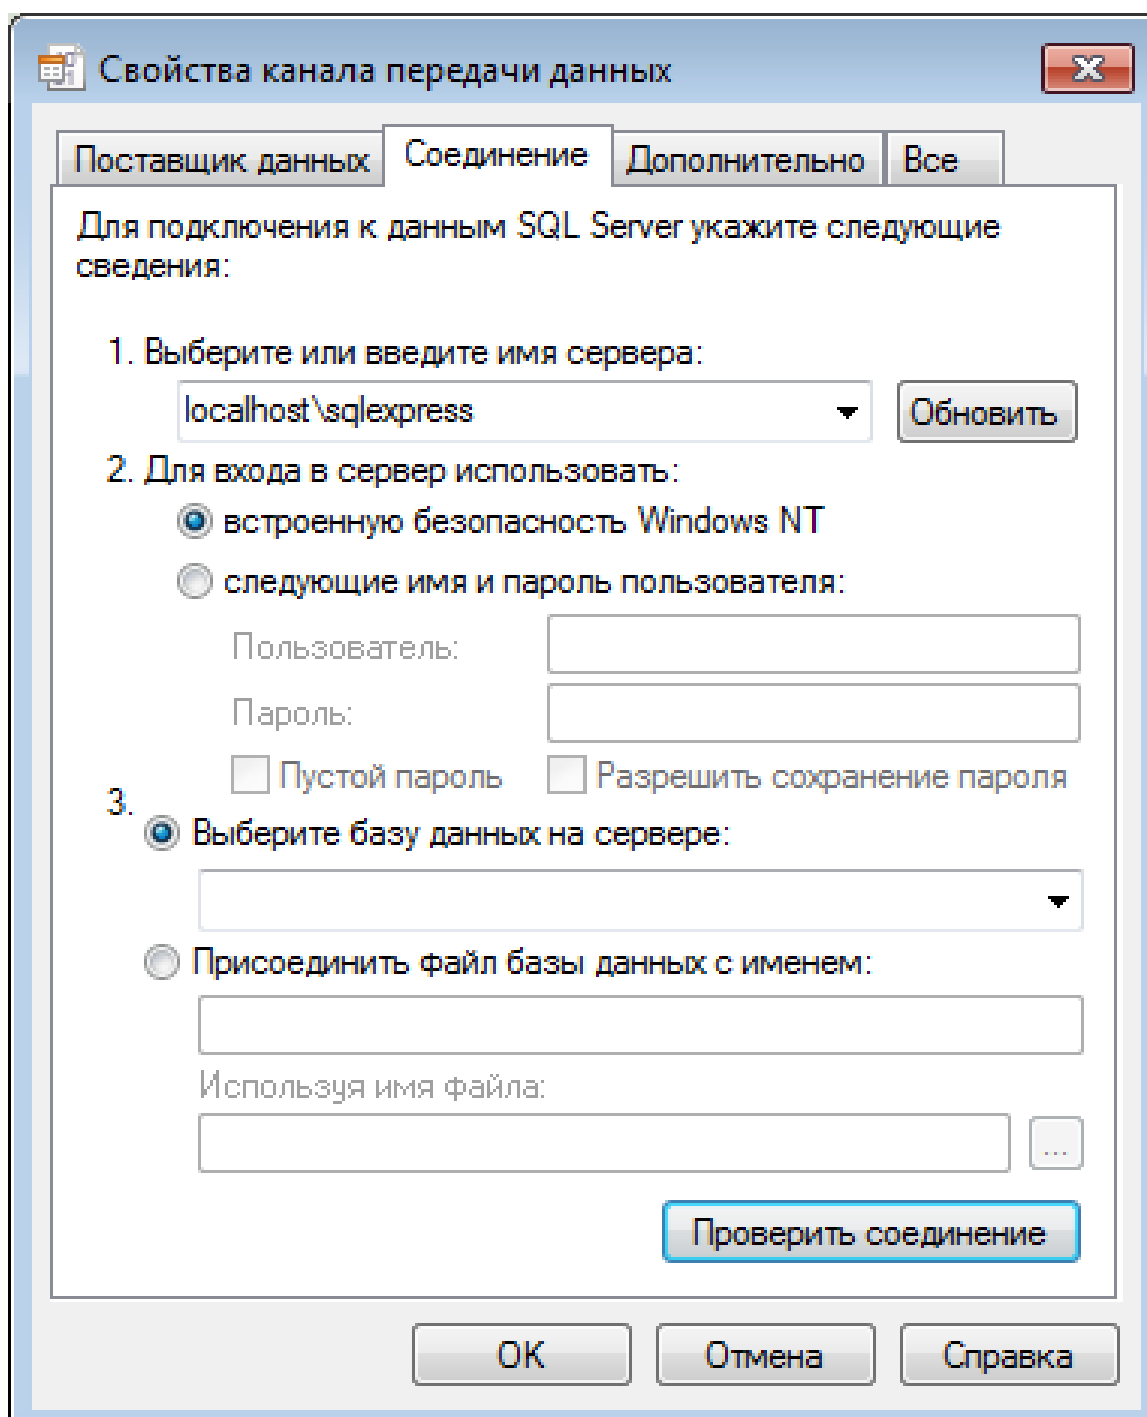 Свойства канала передачи данных
Поставщик данных Соединение Дополнительно Все
Для подключения к данным SQL Server укажите следующие
сведения:
1. Выберите или введите имя сервера:
localhost\sqlexpress Обновить
2. Для входа в сервер использовать:
встроенную безопасность Windows NT
следующие имя и пароль пользователя:
Пользователь:
Пароль:
Пустой пароль Разрешить сохранение пароля
3.
Выберите базу данных на сервере:
Присоединить файл базы данных с именем:
Используя имя файла:
...
Проверить соединение
ОК Отмена Справка